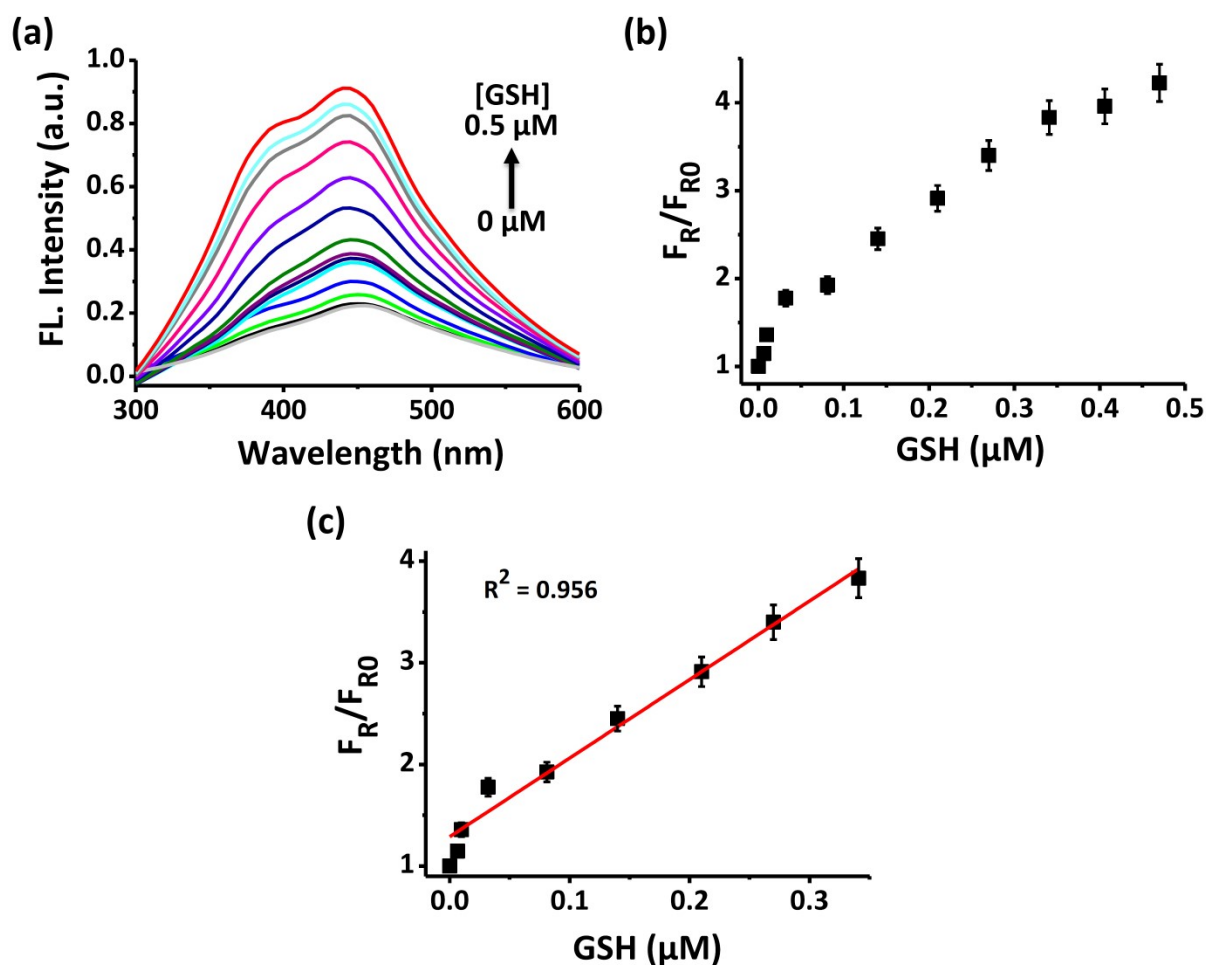 (a)
1.0
0.8
0.6
0.4
0.2
0.0
FL. Intensity (a.u.)
[GSH]
0.5 μM
0 μM
300
400
500
600
Wavelength (nm)
(b)
4
3
2
1
F_R/F_R0
0.0
0.1
0.2
0.3
0.4
0.5
GSH (μM)
(c)
4
3
2
1
F_R/F_R0
R² = 0.956
0.0
0.1
0.2
0.3
GSH (μM)